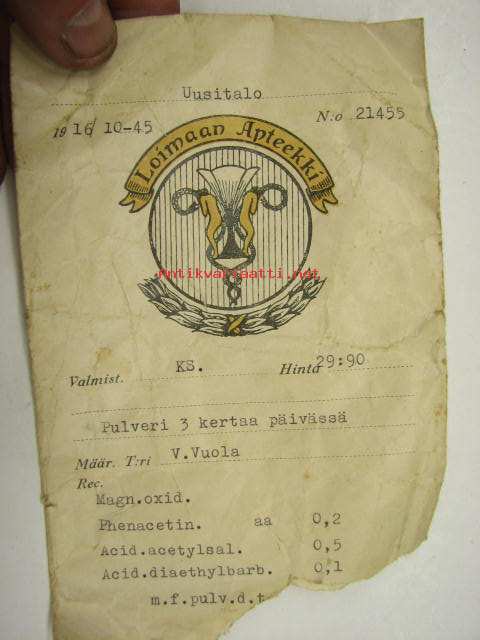 Uusitalo
19 16/10-45 N:o 21455
Loimaan Apteekki
antikvariaatti.net
Valmist. KS. Hinta 29:90
Pulveri 3 kertaa päivässä
Määr. T:ri V.Vuola
Rec.
Magn.oxid.
Phenacetin. aa 0,2
Acid.acetylsal. 0,5
Acid.diaethylbarb. 0,1
m.f.pulv.d.t